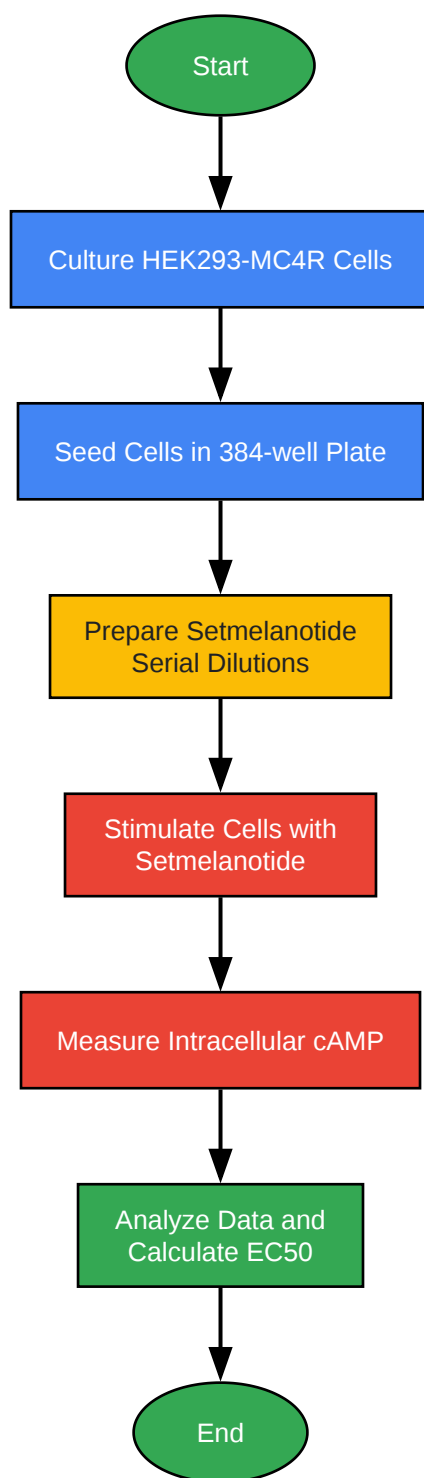 Start
Culture HEK293-MC4R Cells
Seed Cells in 384-well Plate
Prepare Setmelanotide
Serial Dilutions
Stimulate Cells with
Setmelanotide
Measure Intracellular cAMP
Analyze Data and
Calculate EC50
End